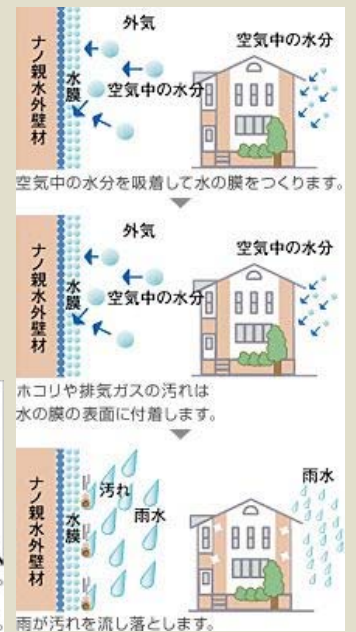 外気
空気中の水分
ナノ親水外壁材
水膜
空気中の水分
空気中の水分を吸着して水の膜をつくります。
外気
空気中の水分
ナノ親水外壁材
水膜
空気中の水分
ホコリや排気ガスの汚れは
水の膜の表面に付着します。
雨水
汚れ
ナノ親水外壁材
水膜
雨水
雨が汚れを流し落とします。